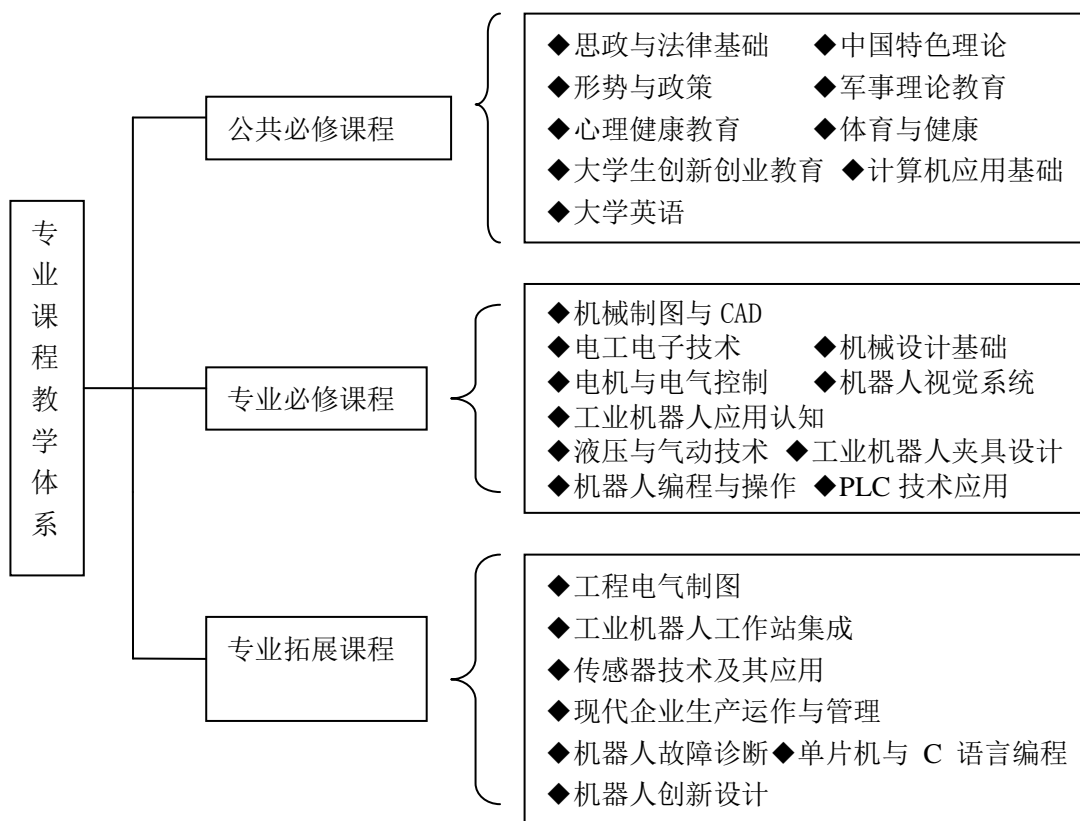 专业课程教学体系
公共必修课程
◆思政与法律基础 ◆中国特色理论
◆形势与政策 ◆军事理论教育
◆心理健康教育 ◆体育与健康
◆大学生创新创业教育 ◆计算机应用基础
◆大学英语
专业必修课程
◆机械制图与 CAD
◆电工电子技术 ◆机械设计基础
◆电机与电气控制 ◆机器人视觉系统
◆工业机器人应用认知
◆液压与气动技术 ◆工业机器人夹具设计
◆机器人编程与操作 ◆PLC 技术应用
专业拓展课程
◆工程电气制图
◆工业机器人工作站集成
◆传感器技术及其应用
◆现代企业生产运作与管理
◆机器人故障诊断◆单片机与 C 语言编程
◆机器人创新设计